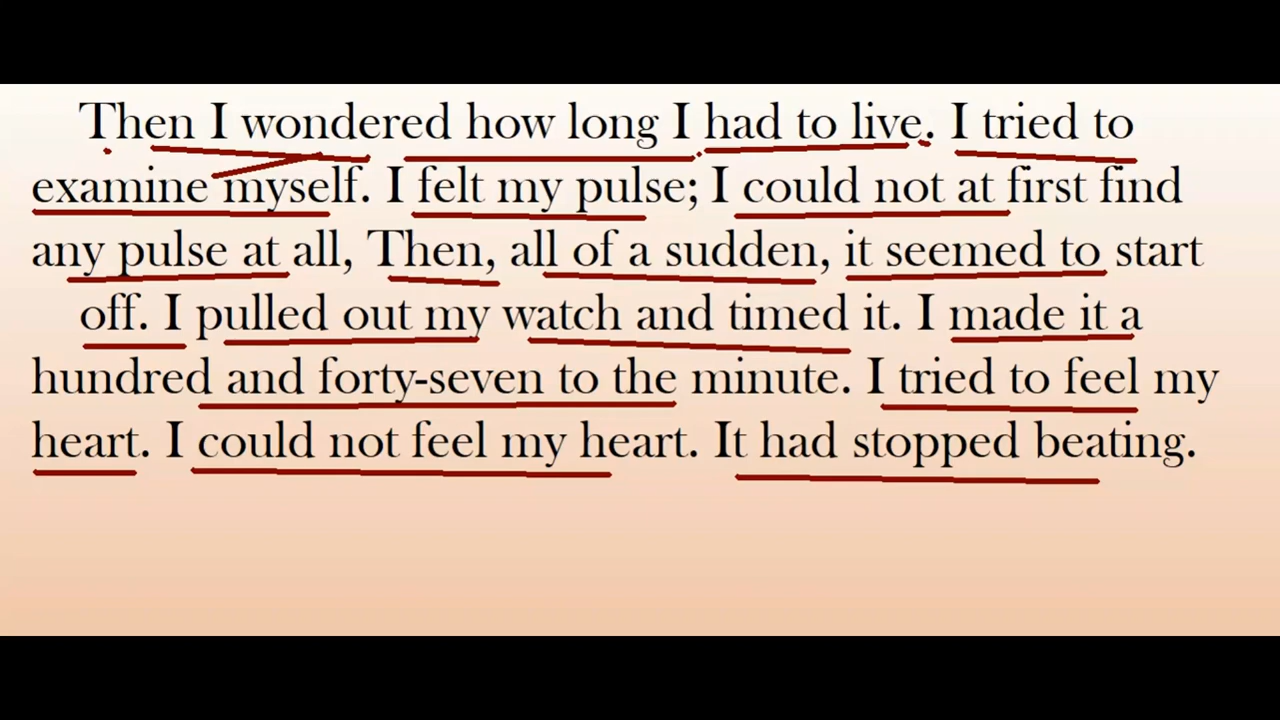 Then I wondered how long I had to live. I tried to
examine myself. I felt my pulse; I could not at first find
any pulse at all, Then, all of a sudden, it seemed to start
off. I pulled out my watch and timed it. I made it a
hundred and forty-seven to the minute. I tried to feel my
heart. I could not feel my heart. It had stopped beating.